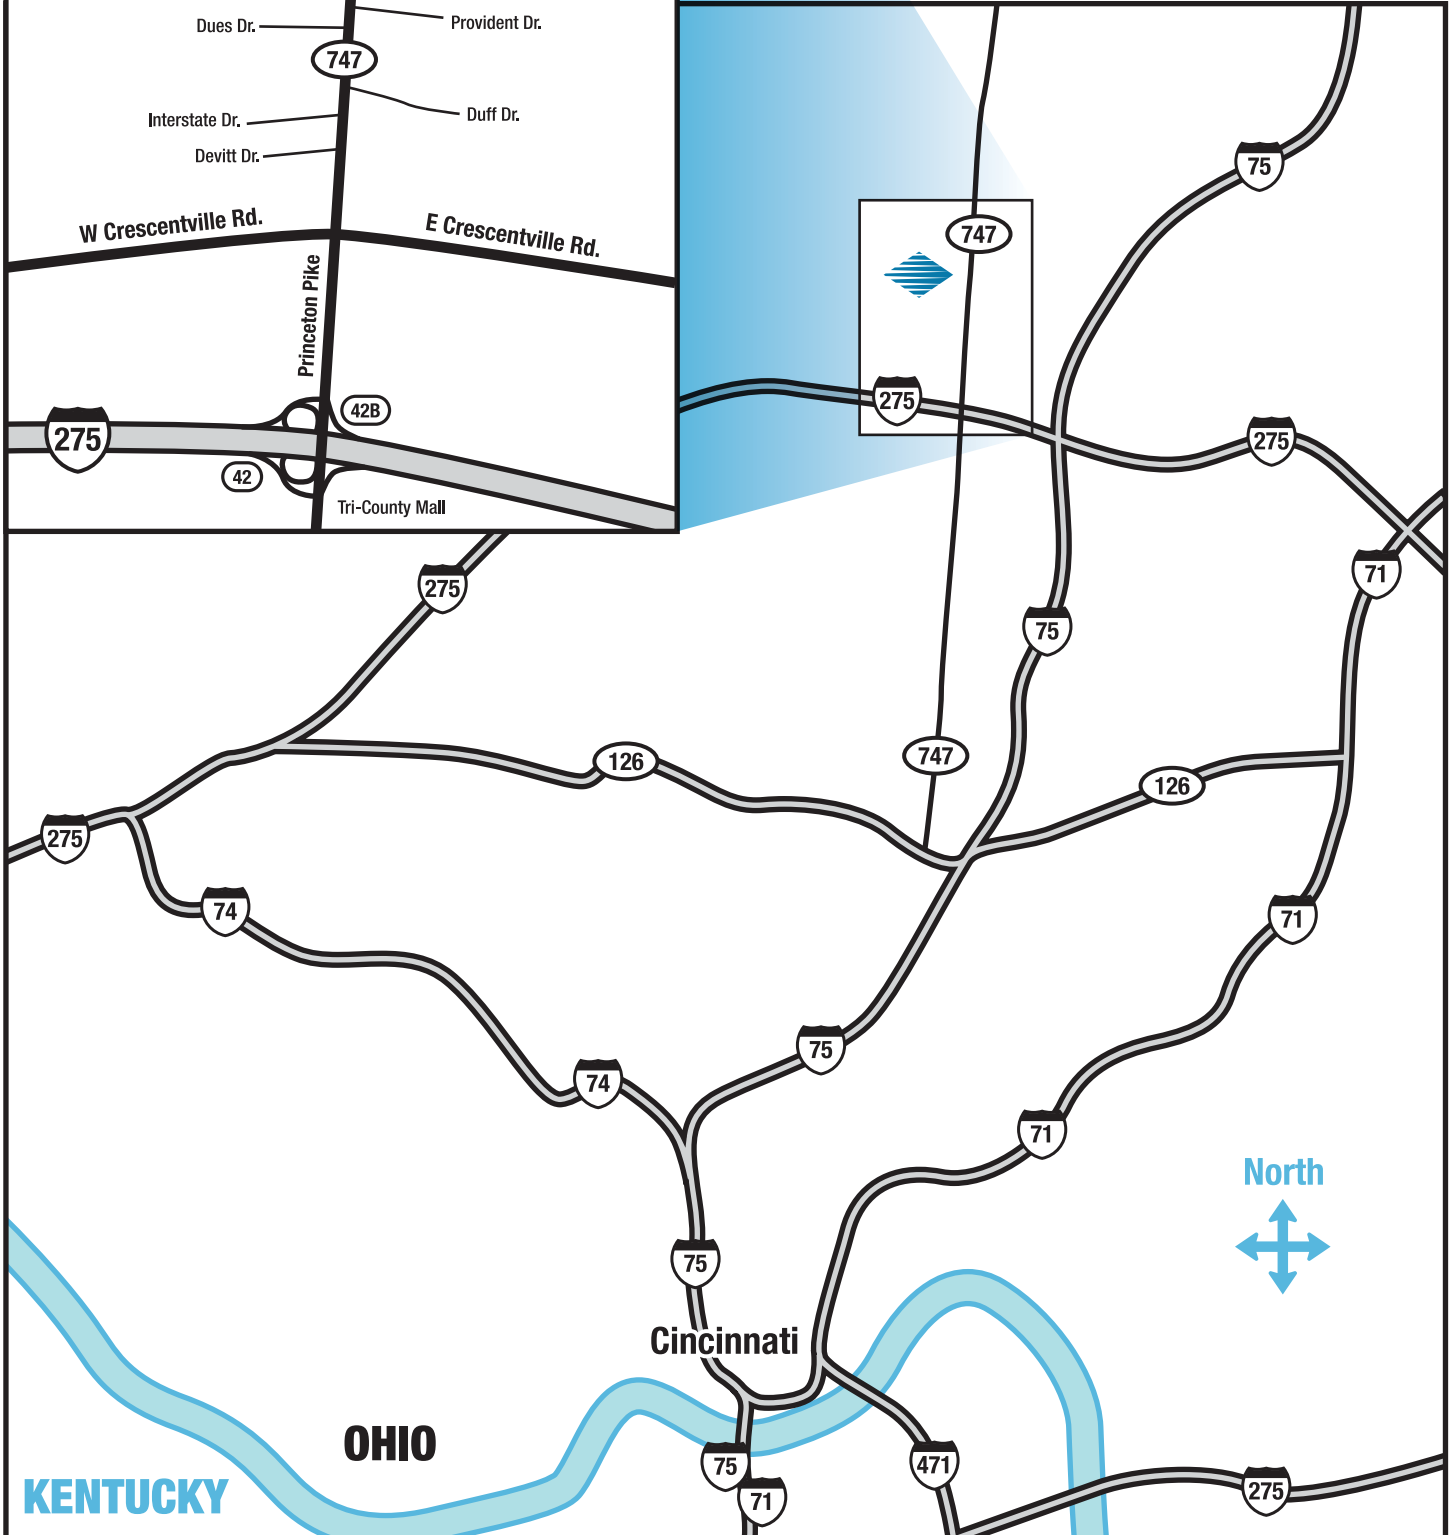 Dues Dr.
Provident Dr.
747
Interstate Dr.
Duff Dr.
Devitt Dr.
W Crescentville Rd.
E Crescentville Rd.
Princeton Pike
42B
275
42
Tri-County Mall
75
747
275
275
275
71
75
747
126
126
275
74
71
75
74
71
North
75
Cincinnati
OHIO
75
471
KENTUCKY
71
275